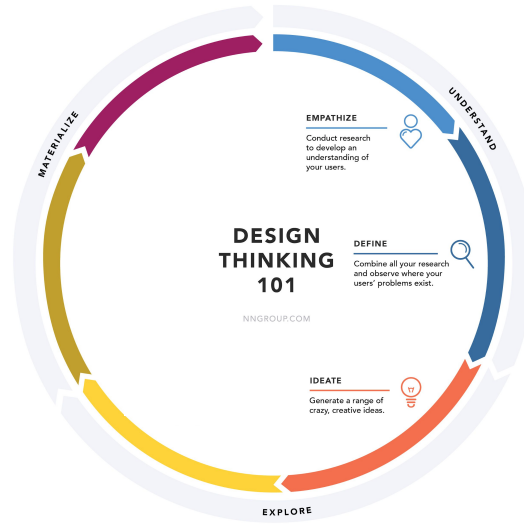 UNDERSTAND
EMPATHIZE
Conduct research
to develop an
understanding of
your users.
MATERIALIZE
DESIGN
THINKING
101
NNGROUP.COM
DEFINE
Combine all your research
and observe where your
users' problems exist.
IDEATE
Generate a range of
crazy, creative ideas.
EXPLORE